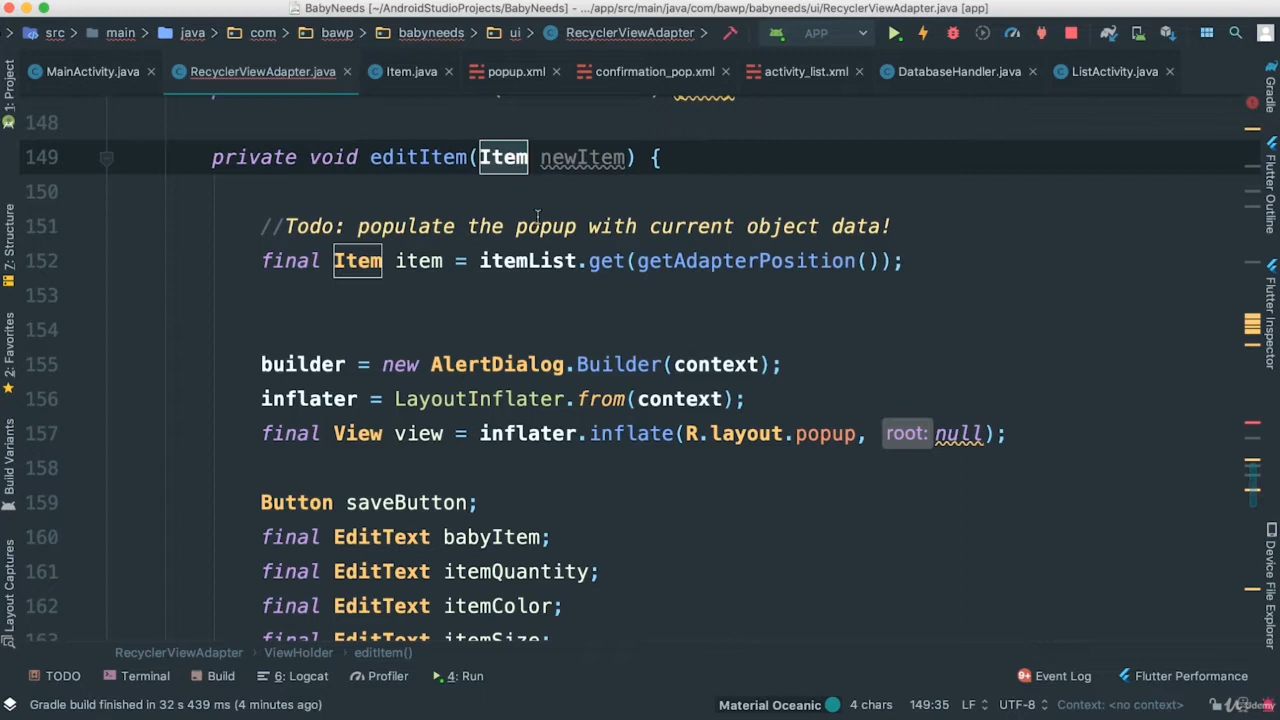 BabyNeeds [~/AndroidStudioProjects/BabyNeeds] - .../app/src/main/java/com/bawp/babyneeds/ui/RecyclerViewAdapter.java [app]
src main java com bawp babyneeds ui RecyclerViewAdapter APP
MainActivity.java RecyclerViewAdapter.java Item.java popup.xml confirmation_pop.xml activity_list.xml DatabaseHandler.java ListActivity.java
148
149 private void editItem(Item newItem) {
150
151 //Todo: populate the popup with current object data!
152 final Item item = itemList.get(getAdapterPosition());
153
154
155 builder = new AlertDialog.Builder(context);
156 inflater = LayoutInflater.from(context);
157 final View view = inflater.inflate(R.layout.popup, root: null);
158
159 Button saveButton;
160 final EditText babyItem;
161 final EditText itemQuantity;
162 final EditText itemColor;
163 final EditText itemSize;
RecyclerViewAdapter ViewHolder editItem()
TODO Terminal Build 6: Logcat Profiler 4: Run Event Log Flutter Performance
Gradle build finished in 32 s 439 ms (4 minutes ago) Material Oceanic 4 chars 149:35 LF UTF-8 Context: <no context>
1: Project
7: Structure
2: Favorites
Build Variants
Layout Captures
Gradle
Flutter Outline
Flutter Inspector
Device File Explorer
Udemy